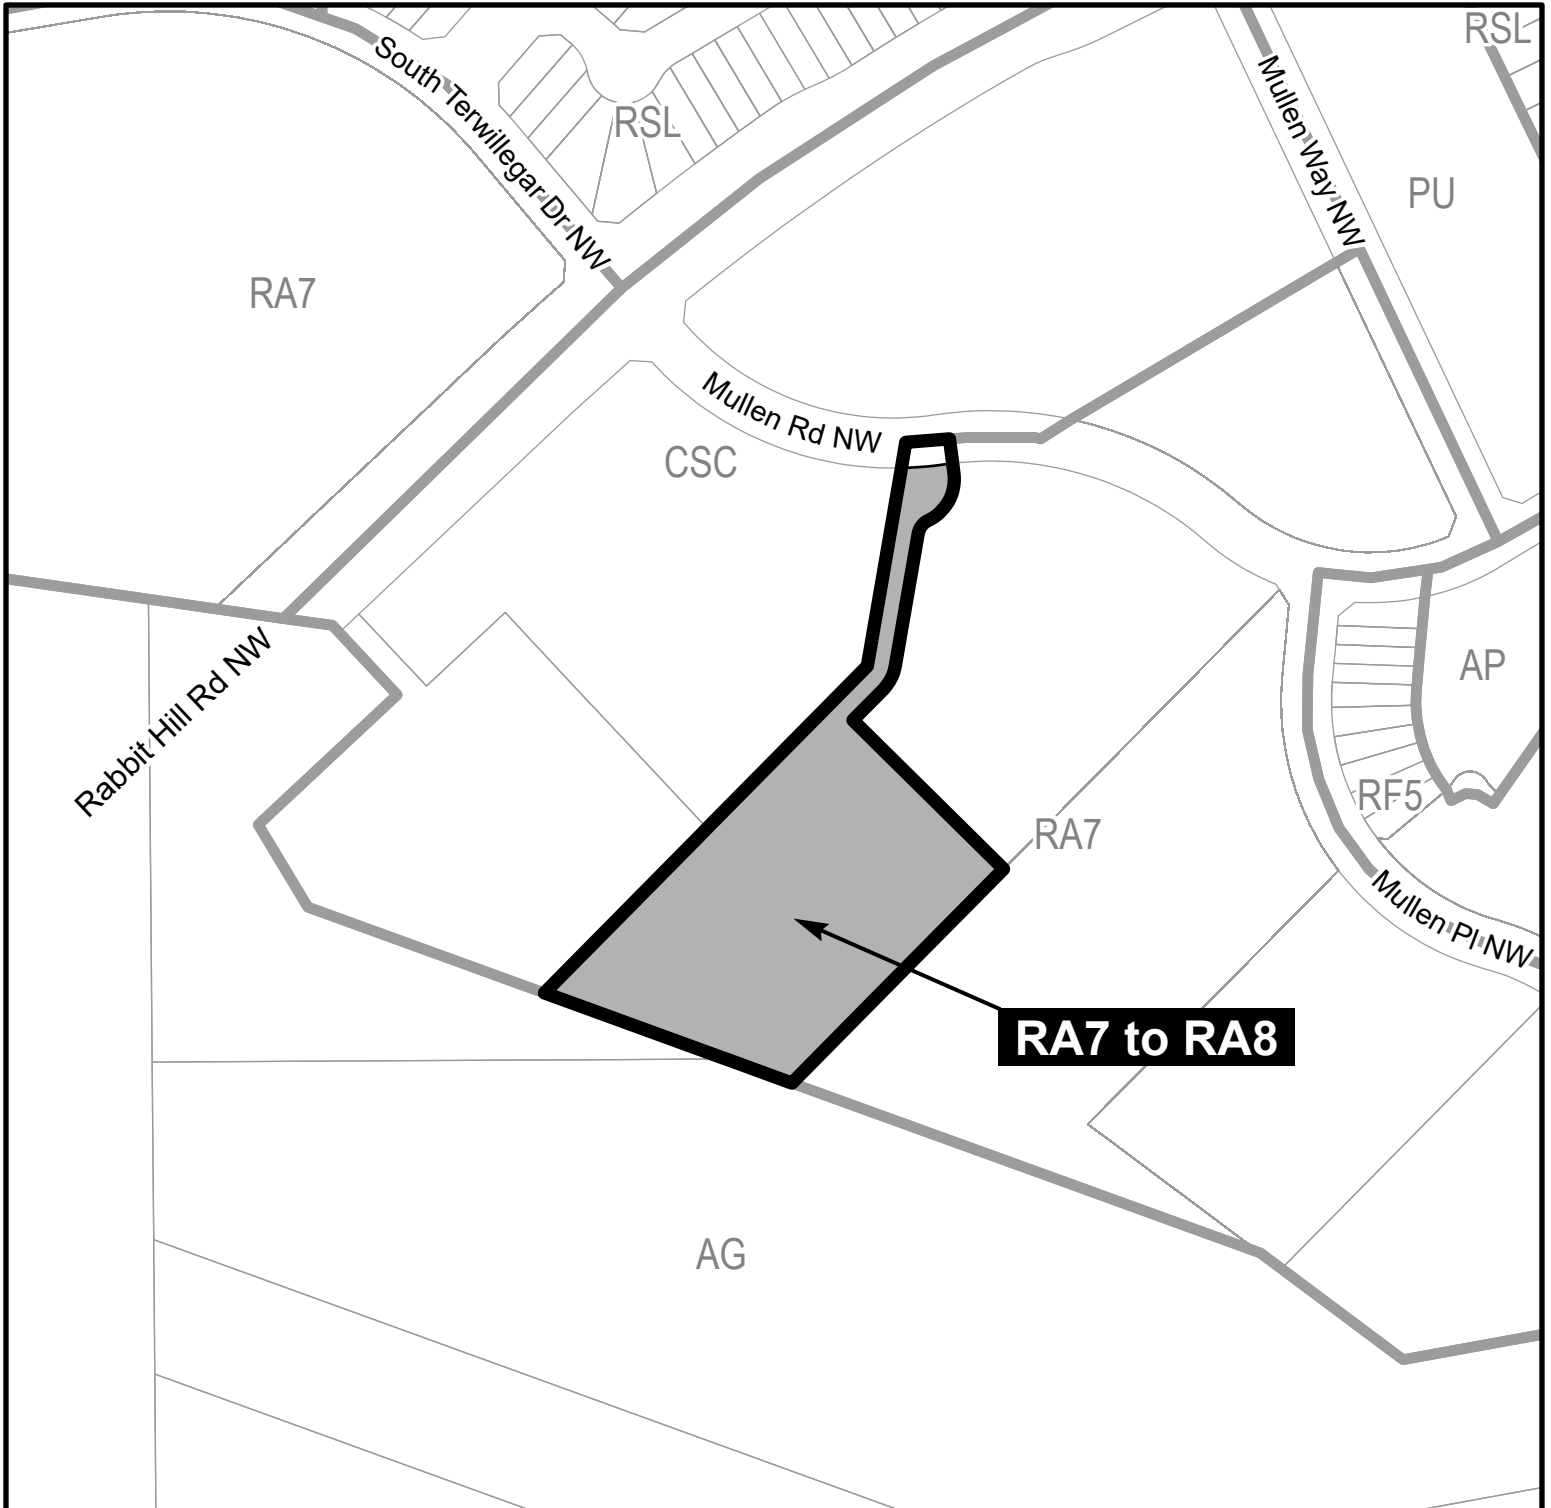 RSL
South Terwillegar Dr NW
RSL
Mullen Way NW
PU
RA7
Mullen Rd NW
CSC
Rabbit Hill Rd NW
AP
RF5
RA7
Mullen Pl NW
RA7 to RA8
AG